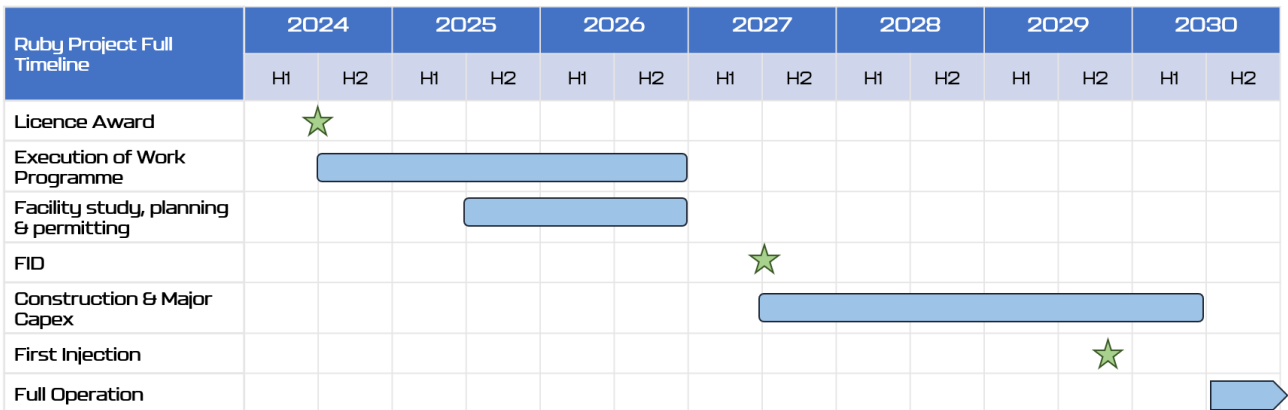 Ruby Project Full
Timeline
2024 2025 2026 2027 2028 2029 2030
H1 H2 H1 H2 H1 H2 H1 H2 H1 H2 H1 H2 H1 H2
Licence Award
Execution of Work
Programme
Facility study, planning
& permitting
FID
Construction & Major
Capex
First Injection
Full Operation